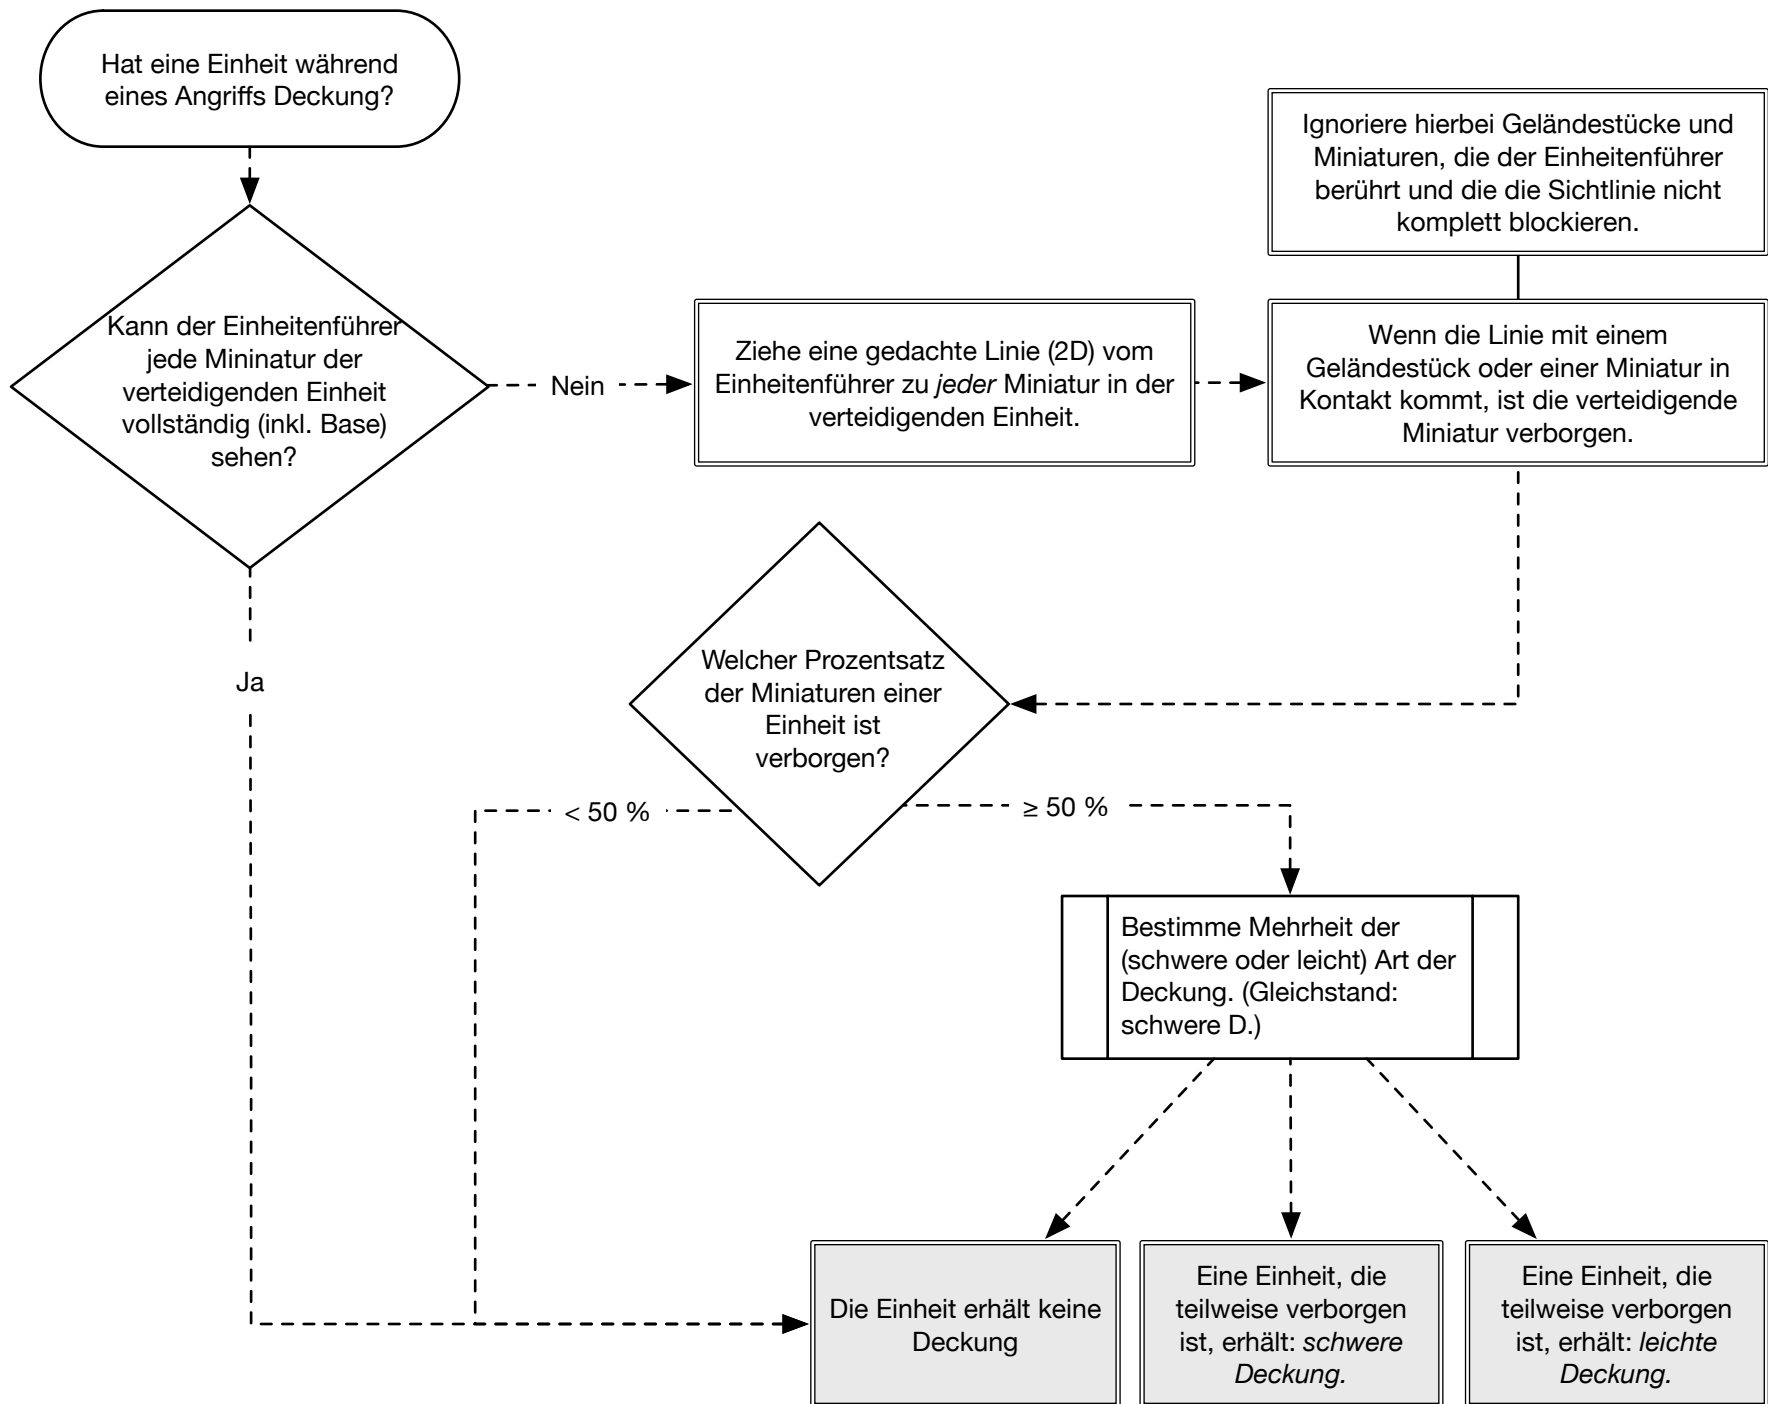 Hat eine Einheit während
eines Angriffs Deckung?
Ignoriere hierbei Geländestücke und
Miniaturen, die der Einheitenführer
berührt und die die Sichtlinie nicht
komplett blockieren.
Kann der Einheitenführer
jede Mininatur der
verteidigenden Einheit
vollständig (inkl. Base)
sehen?
Nein
Ziehe eine gedachte Linie (2D) vom
Einheitenführer zu jeder Miniatur in der
verteidigenden Einheit.
Wenn die Linie mit einem
Geländestück oder einer Miniatur in
Kontakt kommt, ist die verteidigende
Miniatur verborgen.
Ja
Welcher Prozentsatz
der Miniaturen einer
Einheit ist
verborgen?
< 50 %
≥ 50 %
Bestimme Mehrheit der
(schwere oder leicht) Art der
Deckung. (Gleichstand:
schwere D.)
Die Einheit erhält keine
Deckung
Eine Einheit, die
teilweise verborgen
ist, erhält: schwere
Deckung.
Eine Einheit, die
teilweise verborgen
ist, erhält: leichte
Deckung.